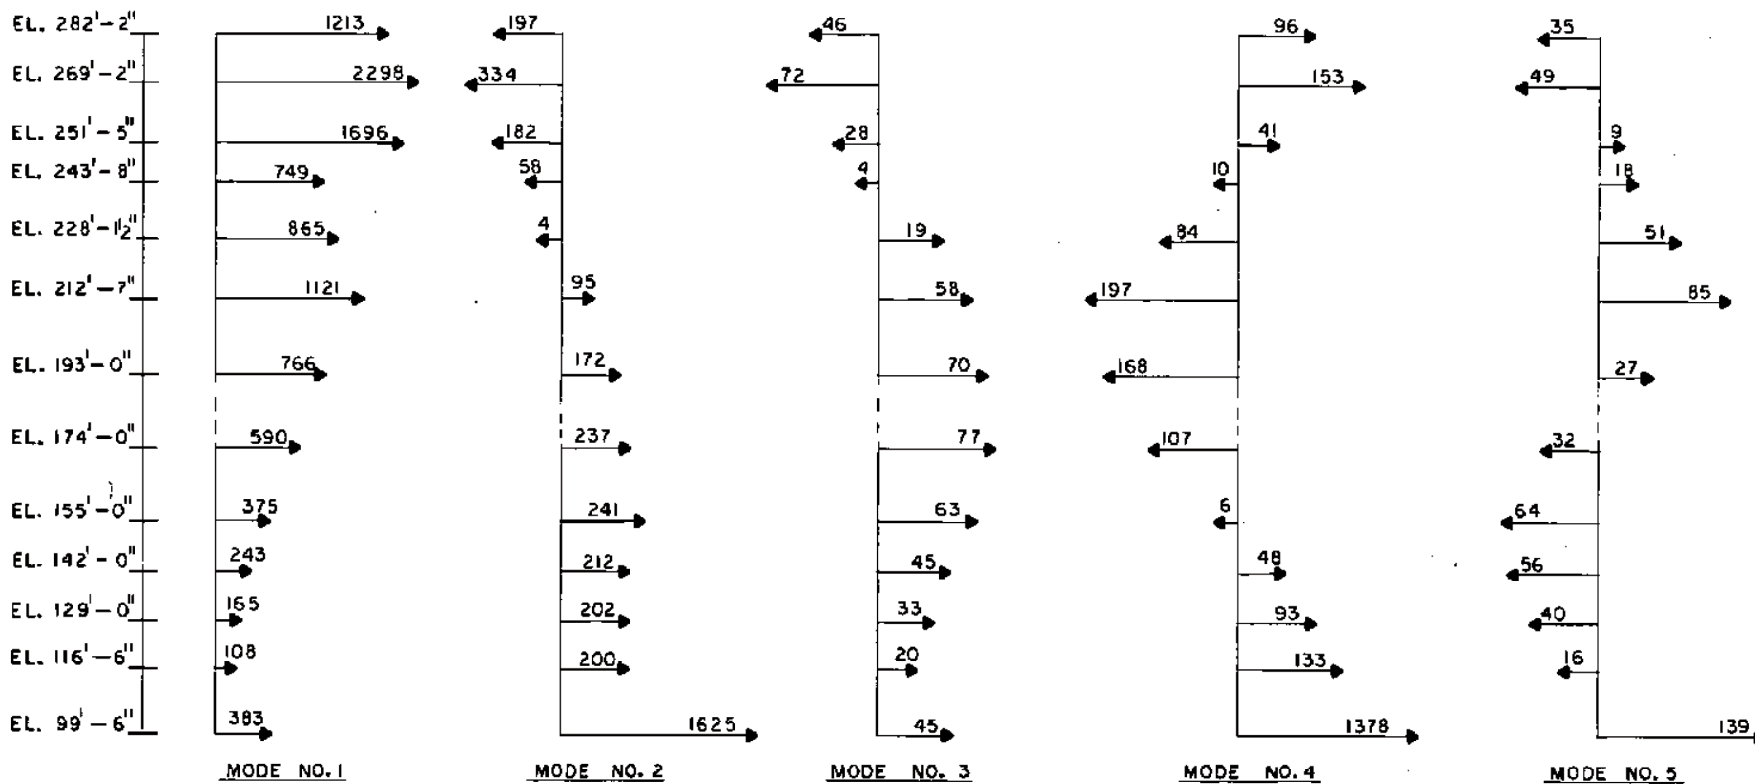 EL. 282'-2" 1213 197 46 96 35
EL. 269'-2" 2298 334 72 153 49
EL. 251'-5" 1696 182 28 41 9
EL. 243'-8" 749 58 4 10 18
EL. 228'-1½" 865 4 19 84 51
EL. 212'-7" 1121 95 58 197 85
EL. 193'-0" 766 172 70 168 27
EL. 174'-0" 590 237 77 107 32
EL. 155'-0" 375 241 63 6 64
EL. 142'-0" 243 212 45 48 56
EL. 129'-0" 165 202 33 93 40
EL. 116'-6" 108 200 20 133 16
EL. 99'-6" 383 1625 45 1378 139
MODE NO. 1 MODE NO. 2 MODE NO. 3 MODE NO. 4 MODE NO. 5